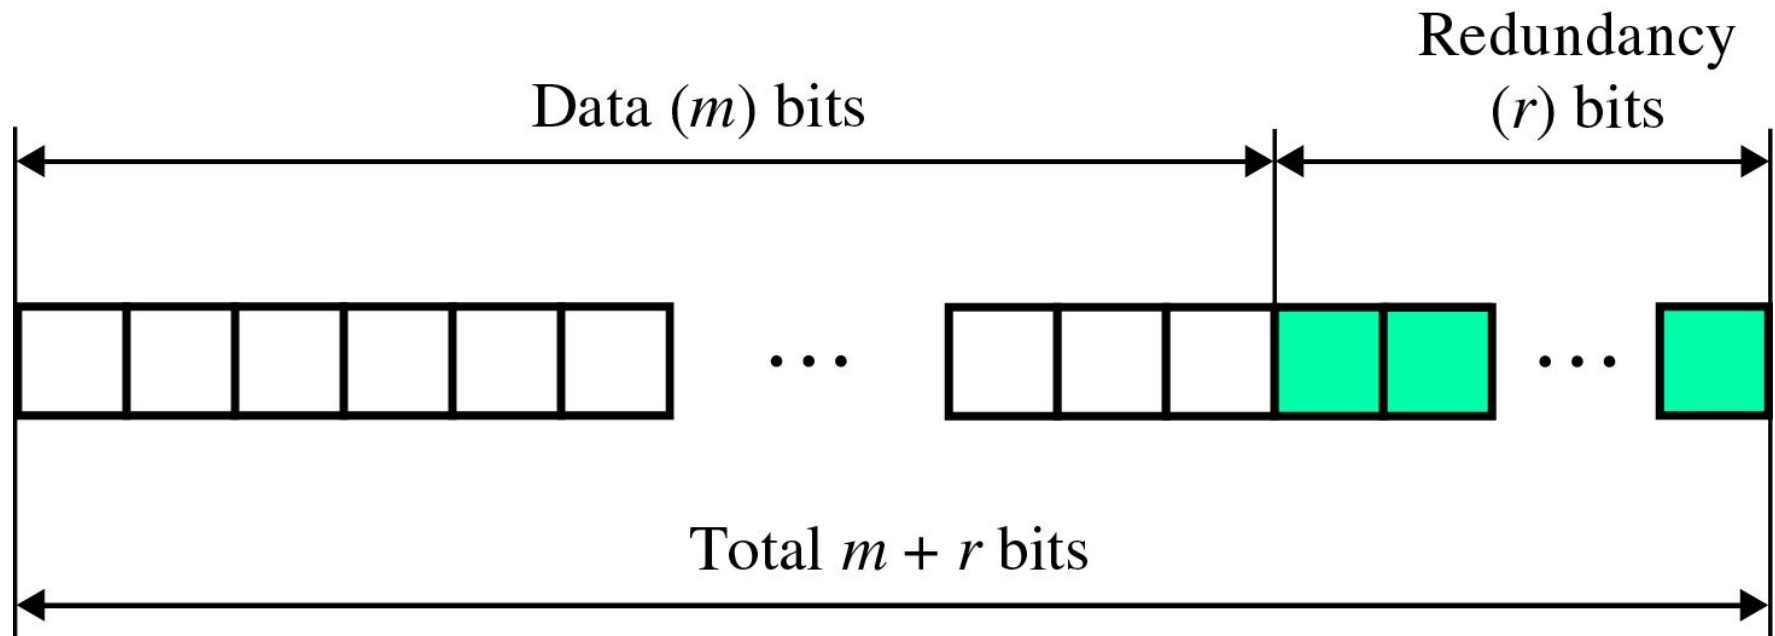 Redundancy
Data (m) bits
(r) bits
...
...
Total m + r bits